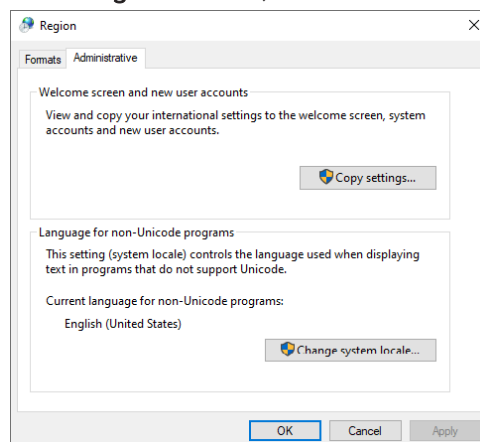 Region
Formats Administrative
Welcome screen and new user accounts
View and copy your international settings to the welcome screen, system
accounts and new user accounts.
Copy settings...
Language for non-Unicode programs
This setting (system locale) controls the language used when displaying
text in programs that do not support Unicode.
Current language for non-Unicode programs:
English (United States)
Change system locale...
OK Cancel Apply